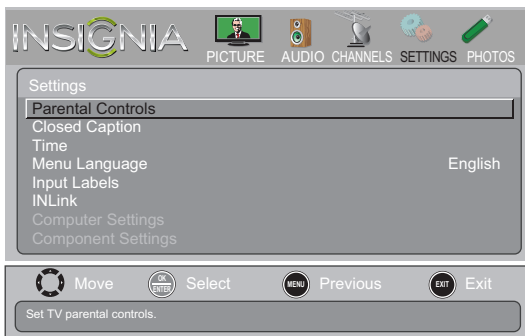 INSIGNIA
PICTURE AUDIO CHANNELS SETTINGS PHOTOS
Settings
Parental Controls
Closed Caption
Time
Menu Language English
Input Labels
INLink
Computer Settings
Component Settings
Move OK ENTER Select MENU Previous EXIT Exit
Set TV parental controls.